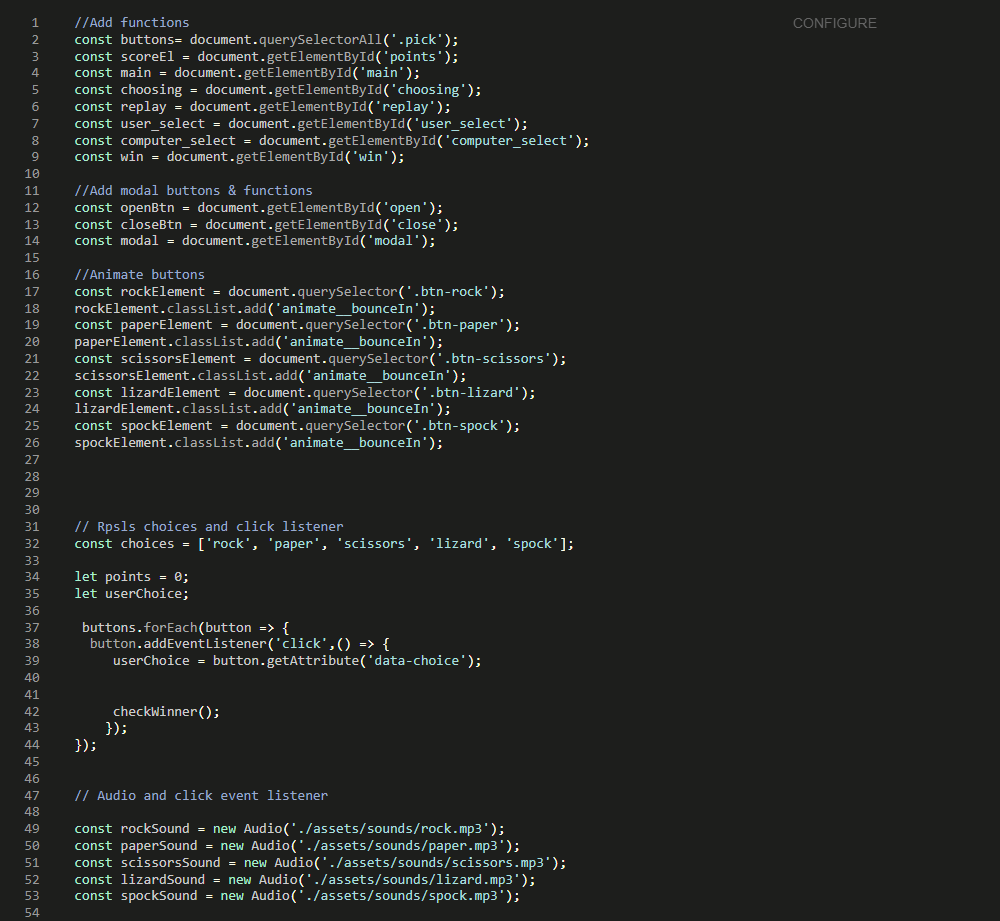 CONFIGURE
1 //Add functions
2 const buttons= document.querySelectorAll('.pick');
3 const scoreEl = document.getElementById('points');
4 const main = document.getElementById('main');
5 const choosing = document.getElementById('choosing');
6 const replay = document.getElementById('replay');
7 const user_select = document.getElementById('user_select');
8 const computer_select = document.getElementById('computer_select');
9 const win = document.getElementById('win');
10
11 //Add modal buttons & functions
12 const openBtn = document.getElementById('open');
13 const closeBtn = document.getElementById('close');
14 const modal = document.getElementById('modal');
15
16 //Animate buttons
17 const rockElement = document.querySelector('.btn-rock');
18 rockElement.classList.add('animate__bounceIn');
19 const paperElement = document.querySelector('.btn-paper');
20 paperElement.classList.add('animate__bounceIn');
21 const scissorsElement = document.querySelector('.btn-scissors');
22 scissorsElement.classList.add('animate__bounceIn');
23 const lizardElement = document.querySelector('.btn-lizard');
24 lizardElement.classList.add('animate__bounceIn');
25 const spockElement = document.querySelector('.btn-spock');
26 spockElement.classList.add('animate__bounceIn');
27
28
29
30
31 // Rpsls choices and click listener
32 const choices = ['rock', 'paper', 'scissors', 'lizard', 'spock'];
33
34 let points = 0;
35 let userChoice;
36
37 buttons.forEach(button => {
38 button.addEventListener('click',() => {
39 userChoice = button.getAttribute('data-choice');
40
41
42 checkWinner();
43 });
44 });
45
46
47 // Audio and click event listener
48
49 const rockSound = new Audio('./assets/sounds/rock.mp3');
50 const paperSound = new Audio('./assets/sounds/paper.mp3');
51 const scissorsSound = new Audio('./assets/sounds/scissors.mp3');
52 const lizardSound = new Audio('./assets/sounds/lizard.mp3');
53 const spockSound = new Audio('./assets/sounds/spock.mp3');
54